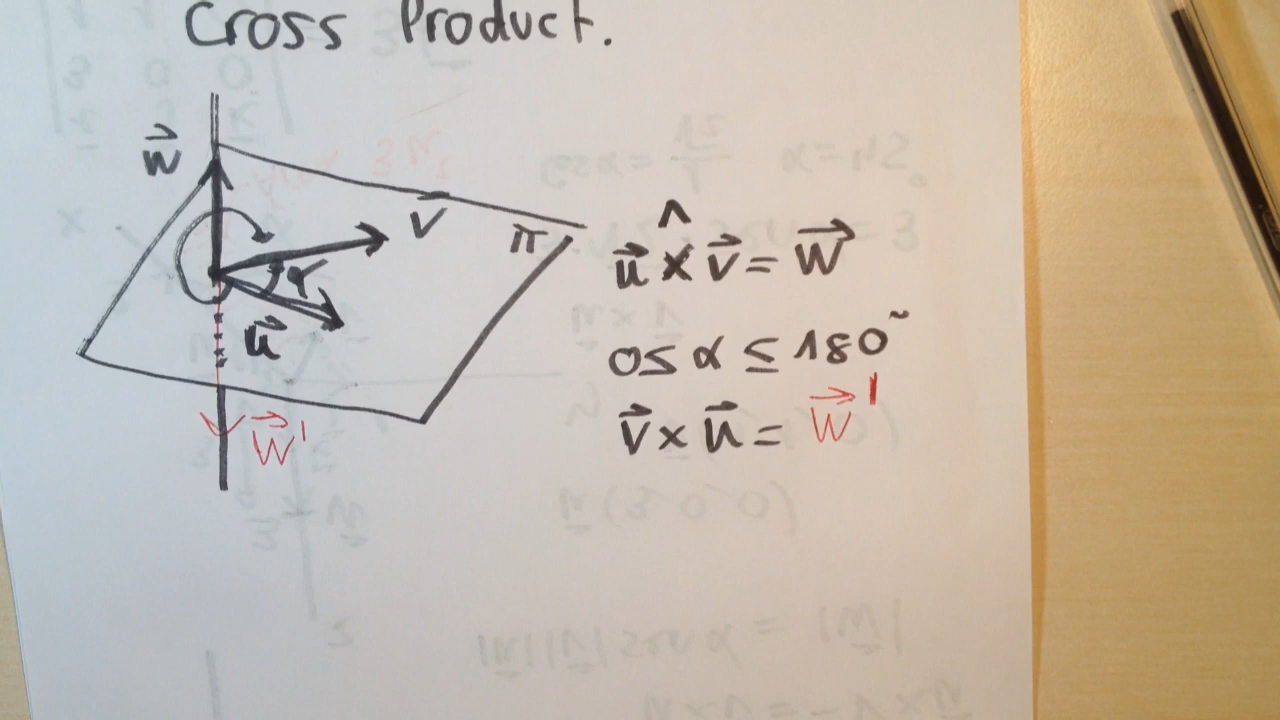 Cross Product.
w⃗
v
π
α
u⃗
w⃗'
^
u⃗ x v⃗ = w⃗
0≤ α ≤ 180°
v⃗ x u⃗ = w⃗'